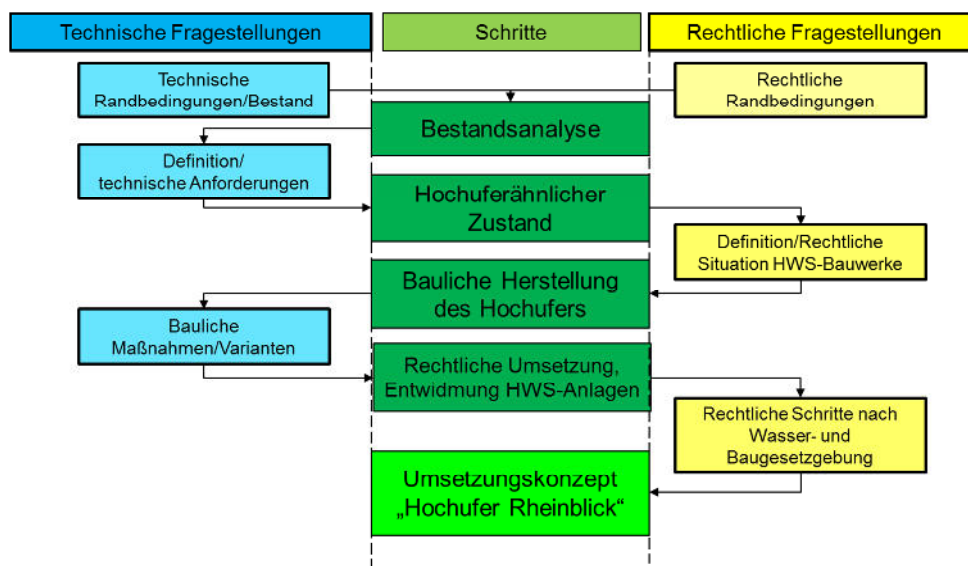 Technische Fragestellungen
Schritte
Rechtliche Fragestellungen
Technische
Randbedingungen/Bestand
Rechtliche
Randbedingungen
Bestandsanalyse
Definition/
technische Anforderungen
Hochuferähnlicher
Zustand
Definition/Rechtliche
Situation HWS-Bauwerke
Bauliche Herstellung
des Hochufers
Bauliche
Maßnahmen/Varianten
Rechtliche Umsetzung,
Entwidmung HWS-Anlagen
Rechtliche Schritte nach
Wasser- und
Baugesetzgebung
Umsetzungskonzept
„Hochufer Rheinblick“